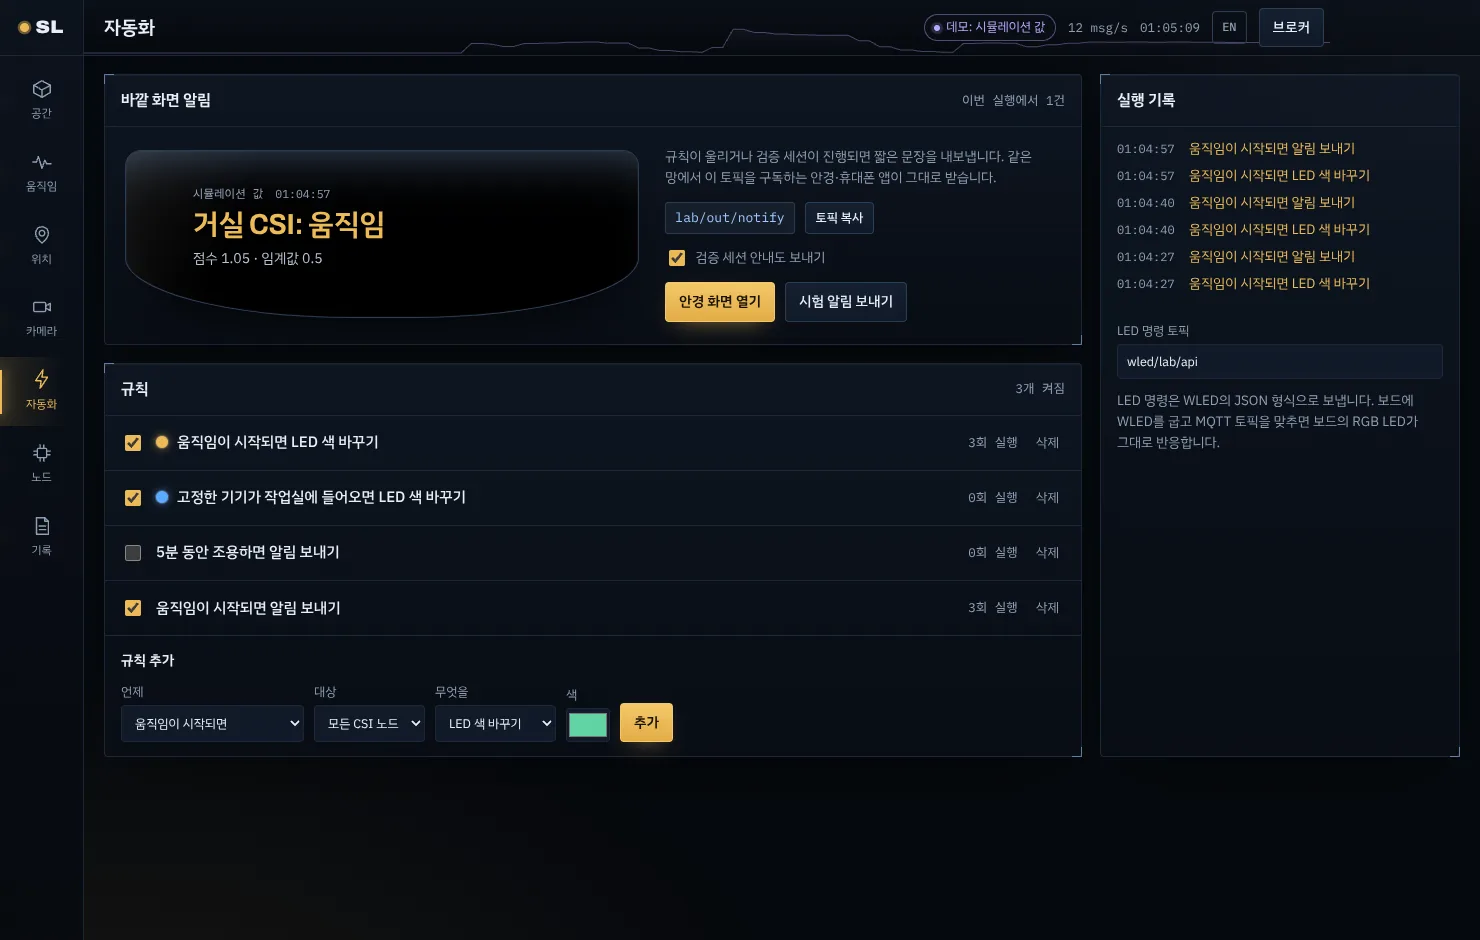 SL
자동화
데모: 시뮬레이션 값
12 msg/s
01:05:09
EN
브로커
공간
움직임
위치
카메라
자동화
노드
기록
바깥 화면 알림
이번 실행에서 1건
시뮬레이션 값 01:04:57
거실 CSI: 움직임
점수 1.05 · 임계값 0.5
규칙이 울리거나 검증 세션이 진행되면 짧은 문장을 내보냅니다. 같은
망에서 이 토픽을 구독하는 안경·휴대폰 앱이 그대로 받습니다.
lab/out/notify
토픽 복사
검증 세션 안내도 보내기
안경 화면 열기
시험 알림 보내기
규칙
3개 켜짐
움직임이 시작되면 LED 색 바꾸기
3회 실행 삭제
고정한 기기가 작업실에 들어오면 LED 색 바꾸기
0회 실행 삭제
5분 동안 조용하면 알림 보내기
0회 실행 삭제
움직임이 시작되면 알림 보내기
3회 실행 삭제
규칙 추가
언제
대상
무엇을
색
움직임이 시작되면
모든 CSI 노드
LED 색 바꾸기
추가
실행 기록
01:04:57 움직임이 시작되면 알림 보내기
01:04:57 움직임이 시작되면 LED 색 바꾸기
01:04:40 움직임이 시작되면 알림 보내기
01:04:40 움직임이 시작되면 LED 색 바꾸기
01:04:27 움직임이 시작되면 알림 보내기
01:04:27 움직임이 시작되면 LED 색 바꾸기
LED 명령 토픽
wled/lab/api
LED 명령은 WLED의 JSON 형식으로 보냅니다. 보드에
WLED를 굽고 MQTT 토픽을 맞추면 보드의 RGB LED가
그대로 반응합니다.